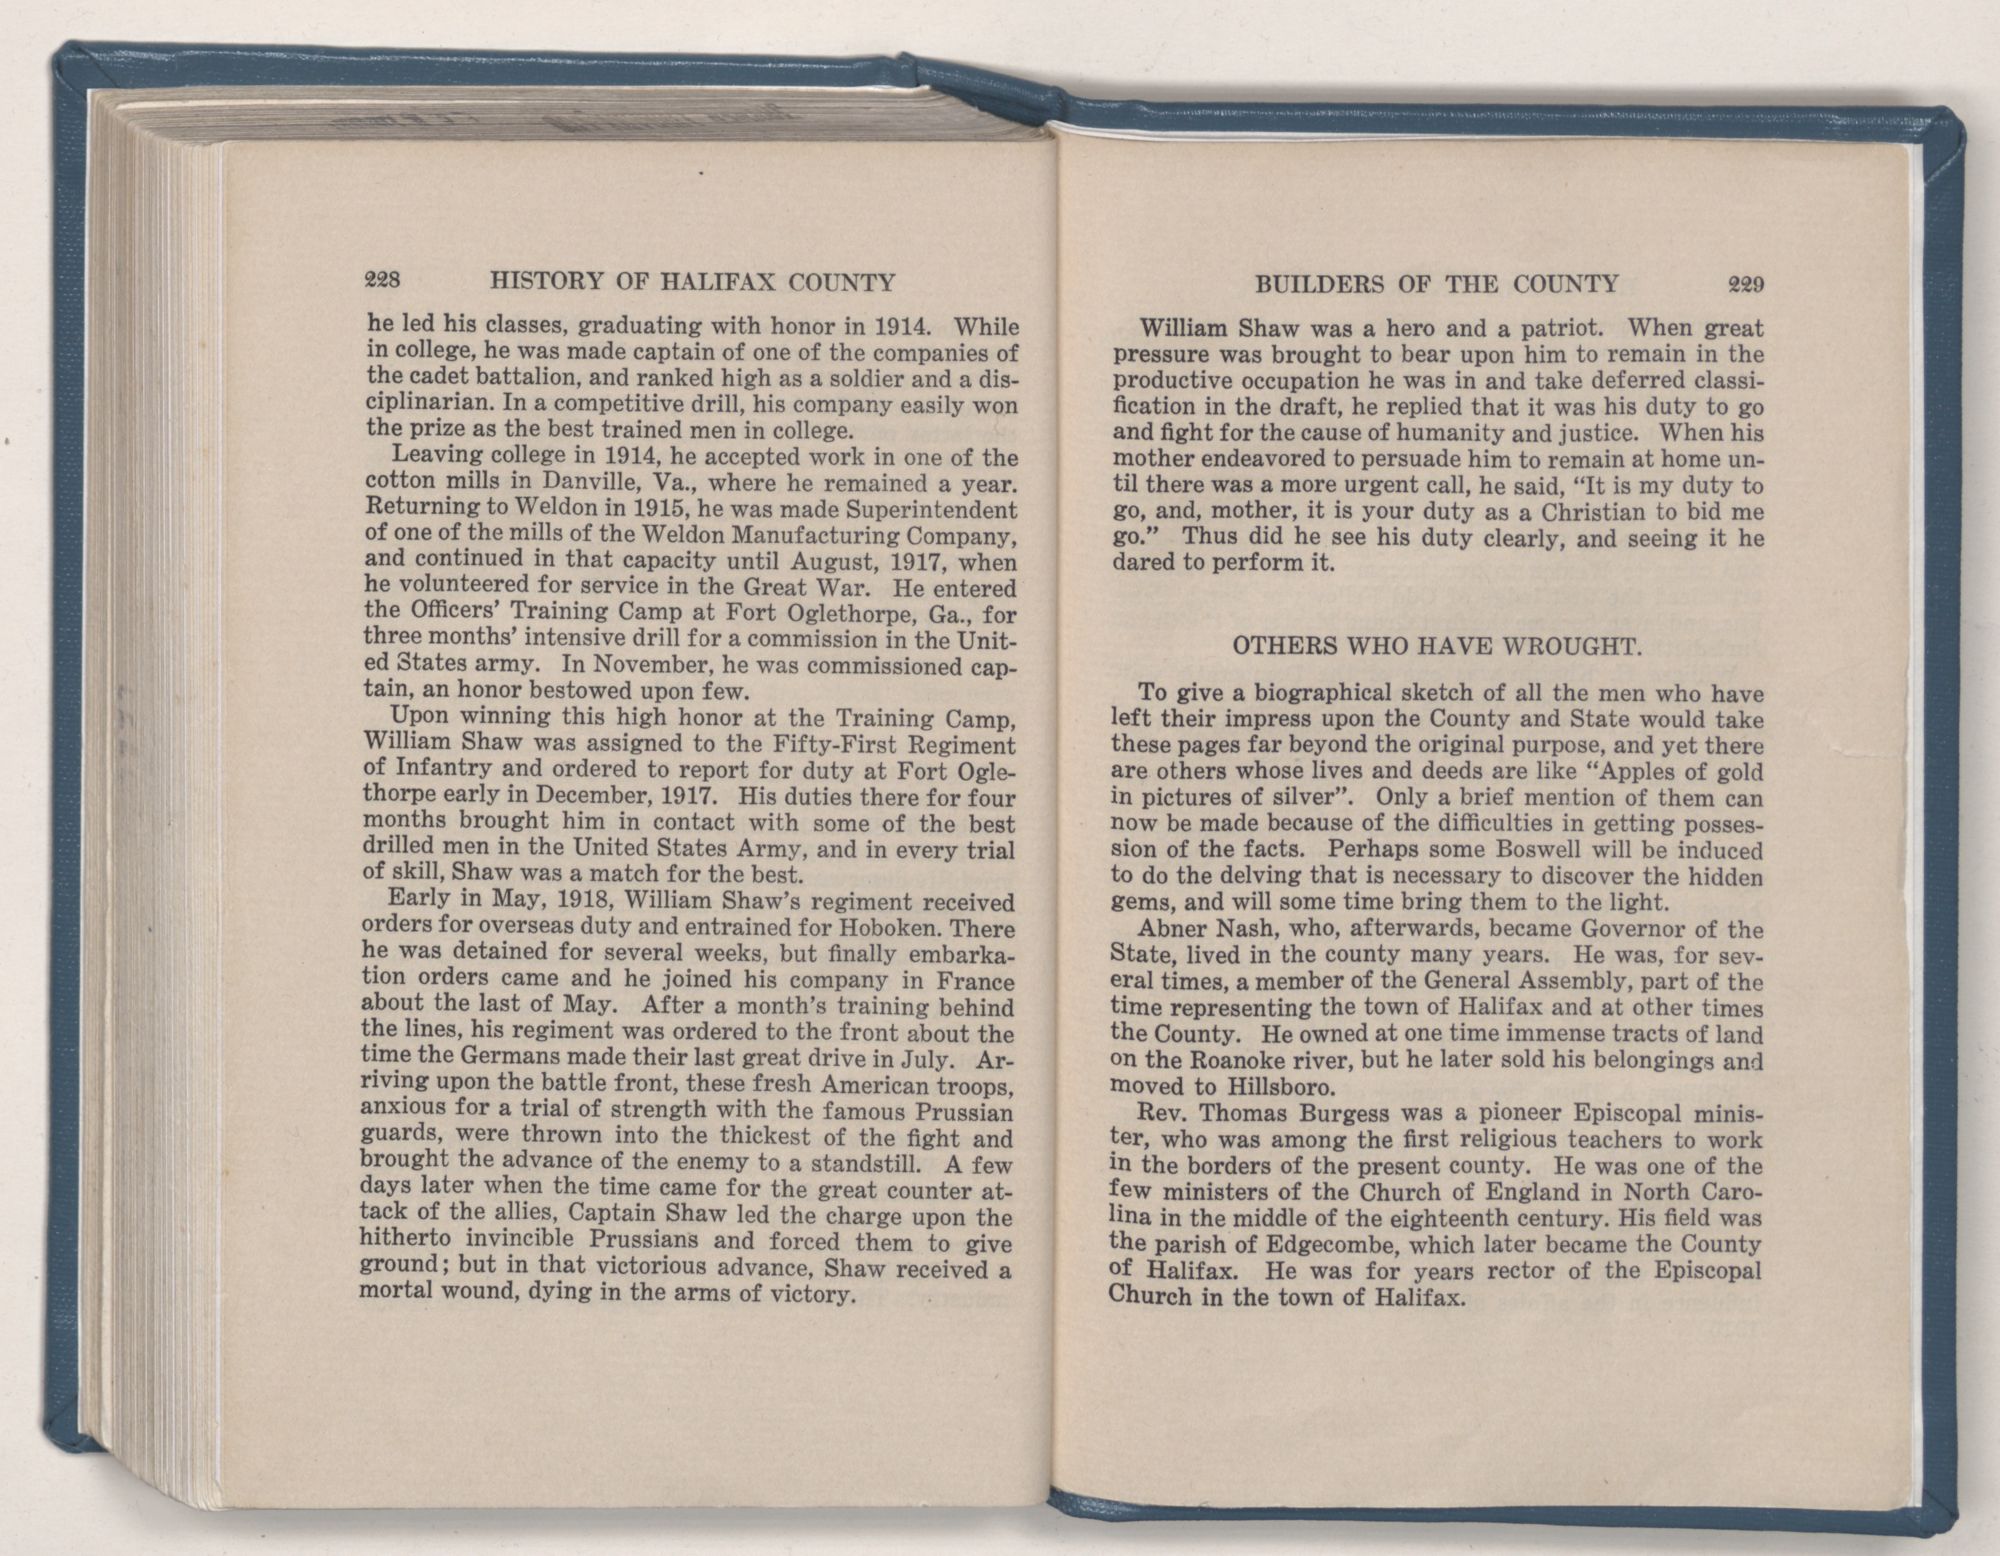 228 HISTORY OF HALIFAX COUNTY
he led his classes, graduating with honor in 1914. While
in college, he was made captain of one of the companies of
the cadet battalion, and ranked high as a soldier and a dis-
ciplinarian. In a competitive drill, his company easily won
the prize as the best trained men in college.
Leaving college in 1914, he accepted work in one of the
cotton mills in Danville, Va., where he remained a year.
Returning to Weldon in 1915, he was made Superintendent
of one of the mills of the Weldon Manufacturing Company,
and continued in that capacity until August, 1917, when
he volunteered for service in the Great War. He entered
the Officers' Training Camp at Fort Oglethorpe, Ga., for
three months' intensive drill for a commission in the Unit-
ed States army. In November, he was commissioned cap-
tain, an honor bestowed upon few.
Upon winning this high honor at the Training Camp,
William Shaw was assigned to the Fifty-First Regiment
of Infantry and ordered to report for duty at Fort Ogle-
thorpe early in December, 1917. His duties there for four
months brought him in contact with some of the best
drilled men in the United States Army, and in every trial
of skill, Shaw was a match for the best.
Early in May, 1918, William Shaw's regiment received
orders for overseas duty and entrained for Hoboken. There
he was detained for several weeks, but finally embarka-
tion orders came and he joined his company in France
about the last of May. After a month's training behind
the lines, his regiment was ordered to the front about the
time the Germans made their last great drive in July. Ar-
riving upon the battle front, these fresh American troops,
anxious for a trial of strength with the famous Prussian
guards, were thrown into the thickest of the fight and
brought the advance of the enemy to a standstill. A few
days later when the time came for the great counter at-
tack of the allies, Captain Shaw led the charge upon the
hitherto invincible Prussians and forced them to give
ground; but in that victorious advance, Shaw received a
mortal wound, dying in the arms of victory.
BUILDERS OF THE COUNTY 229
William Shaw was a hero and a patriot. When great
pressure was brought to bear upon him to remain in the
productive occupation he was in and take deferred classi-
fication in the draft, he replied that it was his duty to go
and fight for the cause of humanity and justice. When his
mother endeavored to persuade him to remain at home un-
til there was a more urgent call, he said, "It is my duty to
go, and, mother, it is your duty as a Christian to bid me
go." Thus did he see his duty clearly, and seeing it he
dared to perform it.
OTHERS WHO HAVE WROUGHT.
To give a biographical sketch of all the men who have
left their impress upon the County and State would take
these pages far beyond the original purpose, and yet there
are others whose lives and deeds are like "Apples of gold
in pictures of silver". Only a brief mention of them can
now be made because of the difficulties in getting posses-
sion of the facts. Perhaps some Boswell will be induced
to do the delving that is necessary to discover the hidden
gems, and will some time bring them to the light.
Abner Nash, who, afterwards, became Governor of the
State, lived in the county many years. He was, for sev-
eral times, a member of the General Assembly, part of the
time representing the town of Halifax and at other times
the County. He owned at one time immense tracts of land
on the Roanoke river, but he later sold his belongings and
moved to Hillsboro.
Rev. Thomas Burgess was a pioneer Episcopal minis-
ter, who was among the first religious teachers to work
in the borders of the present county. He was one of the
few ministers of the Church of England in North Caro-
lina in the middle of the eighteenth century. His field was
the parish of Edgecombe, which later became the County
of Halifax. He was for years rector of the Episcopal
Church in the town of Halifax.